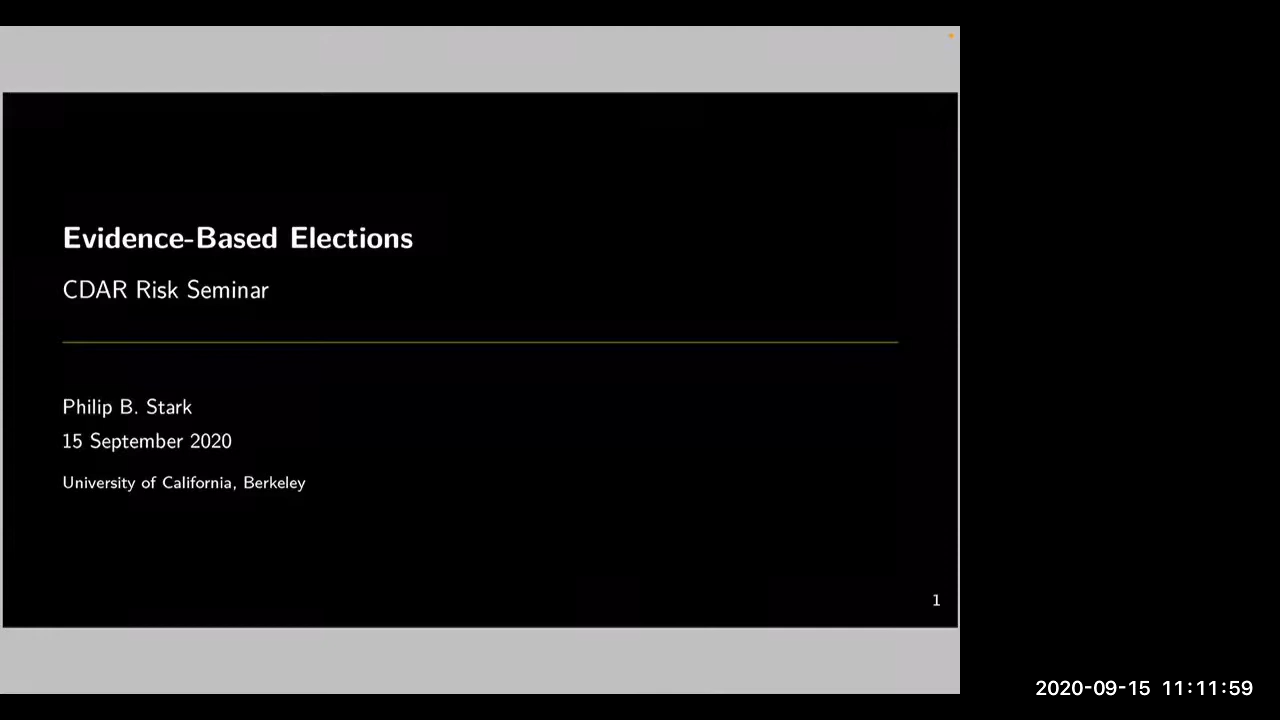 Evidence-Based Elections
CDAR Risk Seminar
Philip B. Stark
15 September 2020
University of California, Berkeley
1
2020-09-15 11:11:59